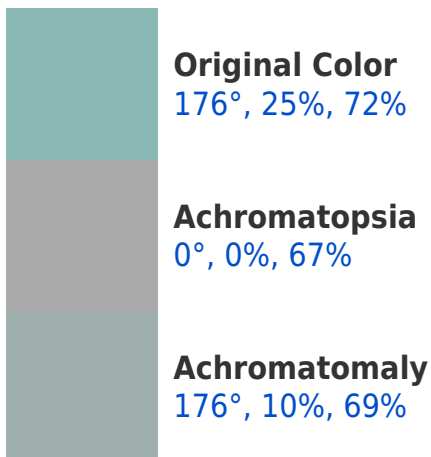 Original Color
176°, 25%, 72%
Achromatopsia
0°, 0%, 67%
Achromatomaly
176°, 10%, 69%